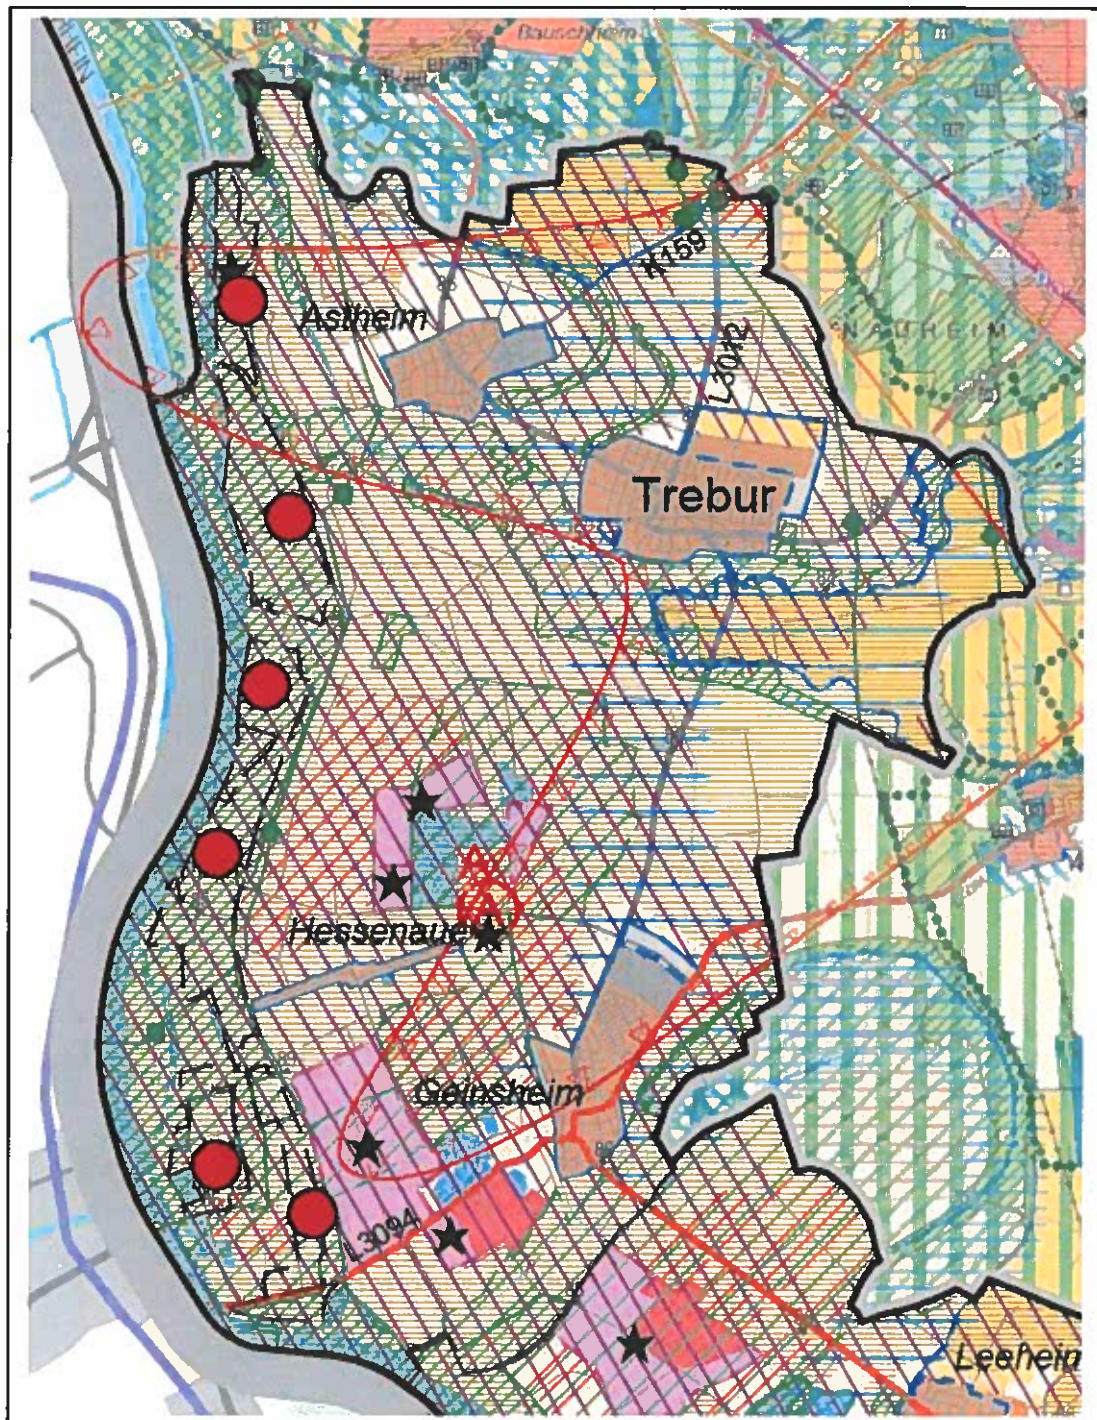 Bauschheim
RHEIN
K159
Astheim
NAUHEIM
L3012
Trebur
Hessenaue
Geinsheim
L3094
Leeheim